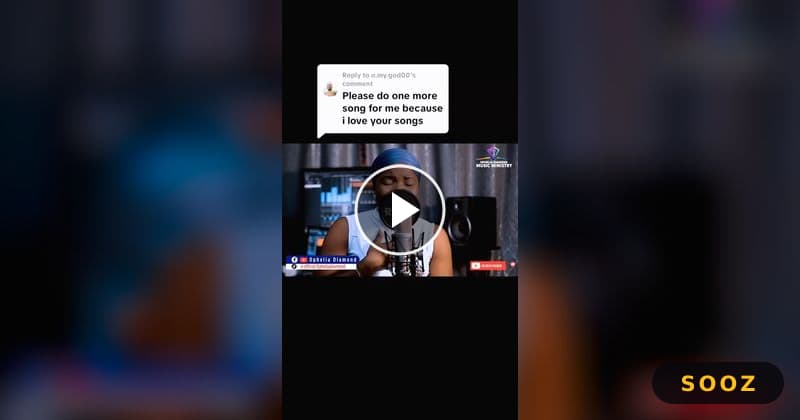 Reply to o.my.god00's
comment
Please do one more
song for me because
i love your songs
MUSIC MINISTRY
Ophelia Diamond
SUBSCRIBE
SOOZ